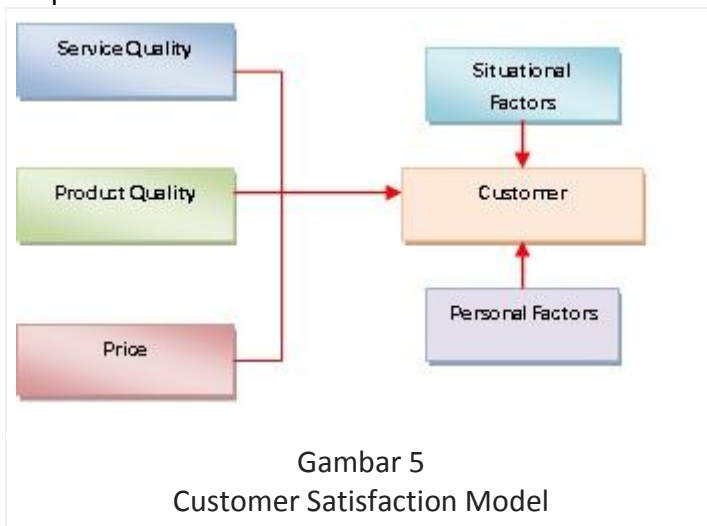 Service Quality
Situational
Factors
Product Quality
Customer
Personal Factors
Price
Gambar 5
Customer Satisfaction Model